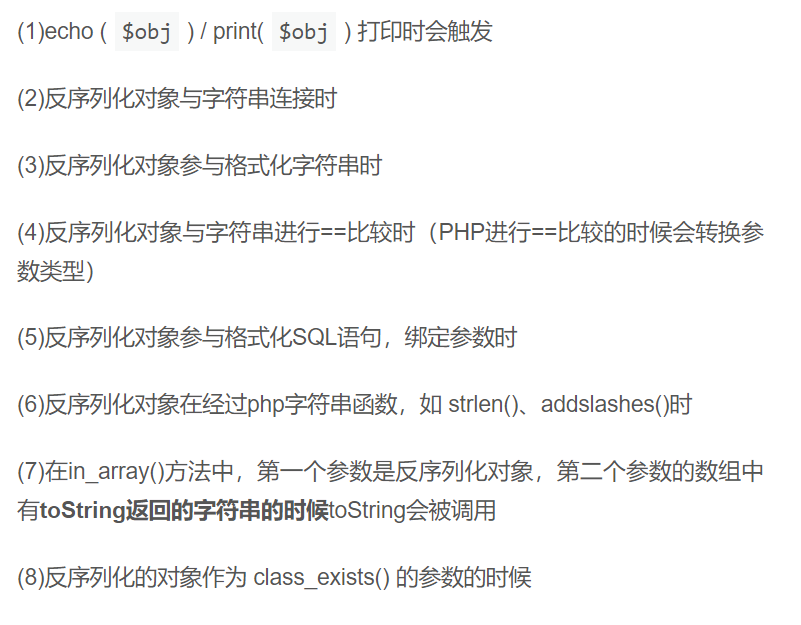 (1)echo ( $obj ) / print( $obj ) 打印时会触发
(2)反序列化对象与字符串连接时
(3)反序列化对象参与格式化字符串时
(4)反序列化对象与字符串进行==比较时（PHP进行==比较的时候会转换参
数类型）
(5)反序列化对象参与格式化SQL语句，绑定参数时
(6)反序列化对象在经过php字符串函数，如 strlen()、addslashes()时
(7)在in_array()方法中，第一个参数是反序列化对象，第二个参数的数组中
有toString返回的字符串的时候toString会被调用
(8)反序列化的对象作为 class_exists() 的参数的时候